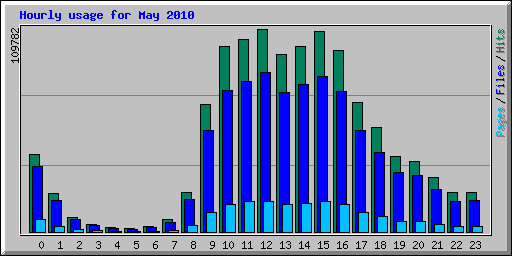 Hourly usage for May 2010
109782
Pages / Files / Hits
0 1 2 3 4 5 6 7 8 9 10 11 12 13 14 15 16 17 18 19 20 21 22 23